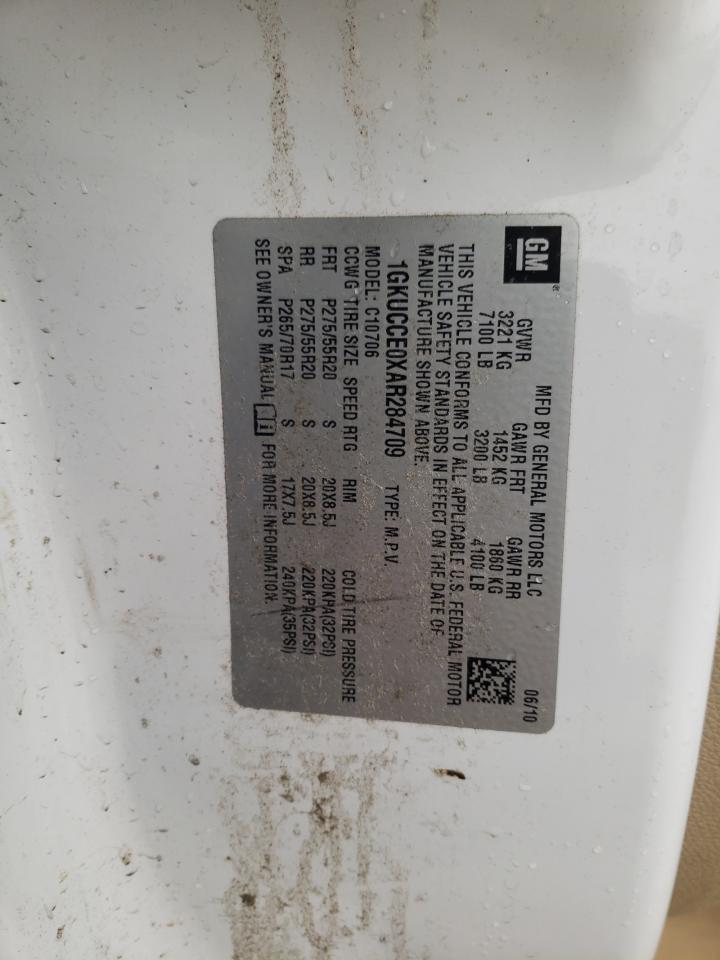 GM
®
MFD BY GENERAL MOTORS LLC
06/10
GVWR GAWR FRT GAWR RR
3221 KG 1452 KG 1860 KG
7100 LB 3200 LB 4100 LB
THIS VEHICLE CONFORMS TO ALL APPLICABLE U.S. FEDERAL MOTOR
VEHICLE SAFETY STANDARDS IN EFFECT ON THE DATE OF
MANUFACTURE SHOWN ABOVE.
1GKUCCE0XAR284709 TYPE: M.P.V.
MODEL: C10706
CCWG TIRE SIZE SPEED RTG RIM COLD TIRE PRESSURE
FRT P275/55R20 S 20X8.5J 220KPA(32PSI)
RR P275/55R20 S 20X8.5J 220KPA(32PSI)
SPA P265/70R17 S 17X7.5J 240KPA(35PSI)
SEE OWNER'S MANUAL FOR MORE INFORMATION.